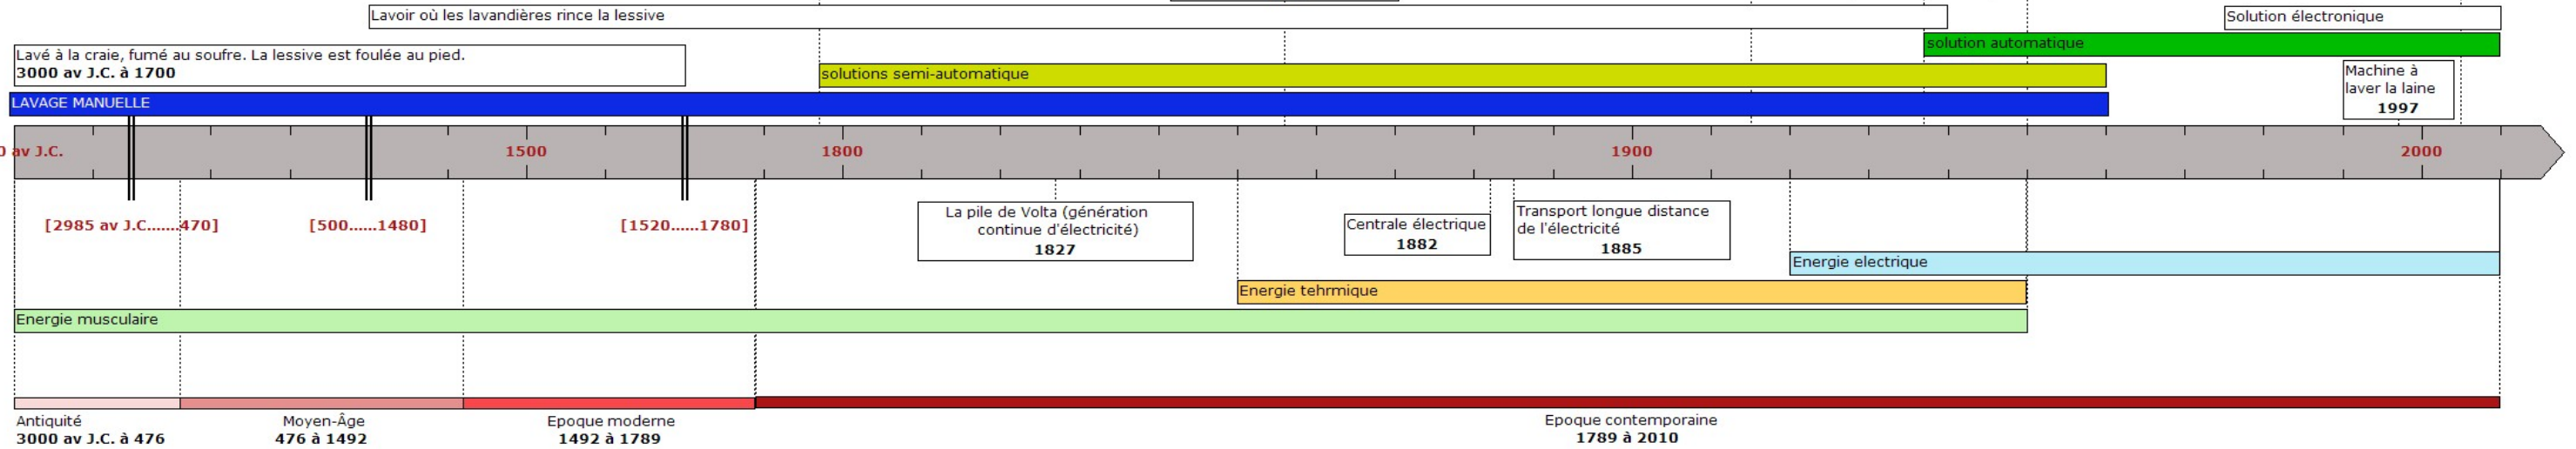 Lavoir où les lavandières rince la lessive
Solution électronique
solution automatique
Lavé à la craie, fumé au soufre. La lessive est foulée au pied.
3000 av J.C. à 1700
solutions semi-automatique
Machine à
laver la laine
1997
LAVAGE MANUELLE
0 av J.C.
1500
1800
1900
2000
[2985 av J.C......470]
[500......1480]
[1520......1780]
La pile de Volta (génération
continue d'électricité)
1827
Centrale électrique
1882
Transport longue distance
de l'électricité
1885
Energie electrique
Energie tehrmique
Energie musculaire
Antiquité
3000 av J.C. à 476
Moyen-Âge
476 à 1492
Epoque moderne
1492 à 1789
Epoque contemporaine
1789 à 2010